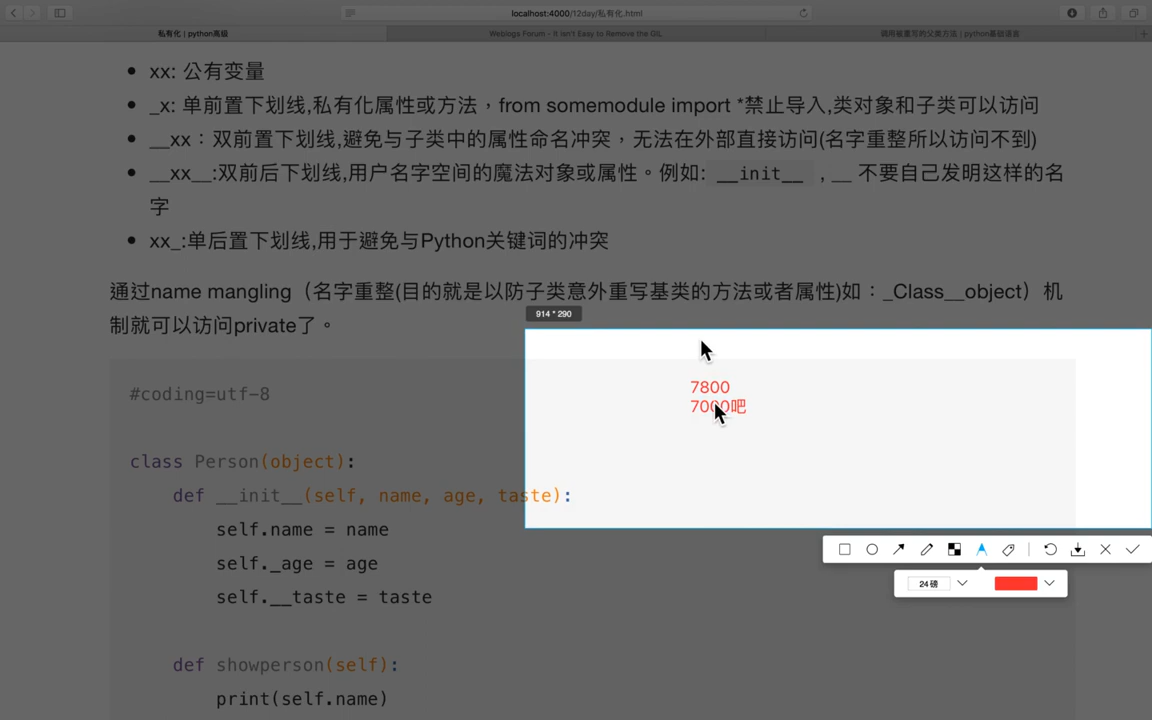 localhost:4000/12day/私有化.html
私有化 | python高级
Weblogs Forum - It isn't Easy to Remove the GIL
调用被重写的父类方法 | python基础语言
xx: 公有变量
_x: 单前置下划线,私有化属性或方法，from somemodule import *禁止导入,类对象和子类可以访问
__xx：双前置下划线,避免与子类中的属性命名冲突，无法在外部直接访问(名字重整所以访问不到)
__xx__:双前后下划线,用户名字空间的魔法对象或属性。例如: __init__ , __ 不要自己发明这样的名
字
xx_:单后置下划线,用于避免与Python关键词的冲突
通过name mangling（名字重整(目的就是以防子类意外重写基类的方法或者属性)如：_Class__object）机
制就可以访问private了。
914 * 290
7800
7000吧
#coding=utf-8
class Person(object):
def __init__(self, name, age, taste):
self.name = name
self._age = age
self.__taste = taste
def showperson(self):
print(self.name)
24磅